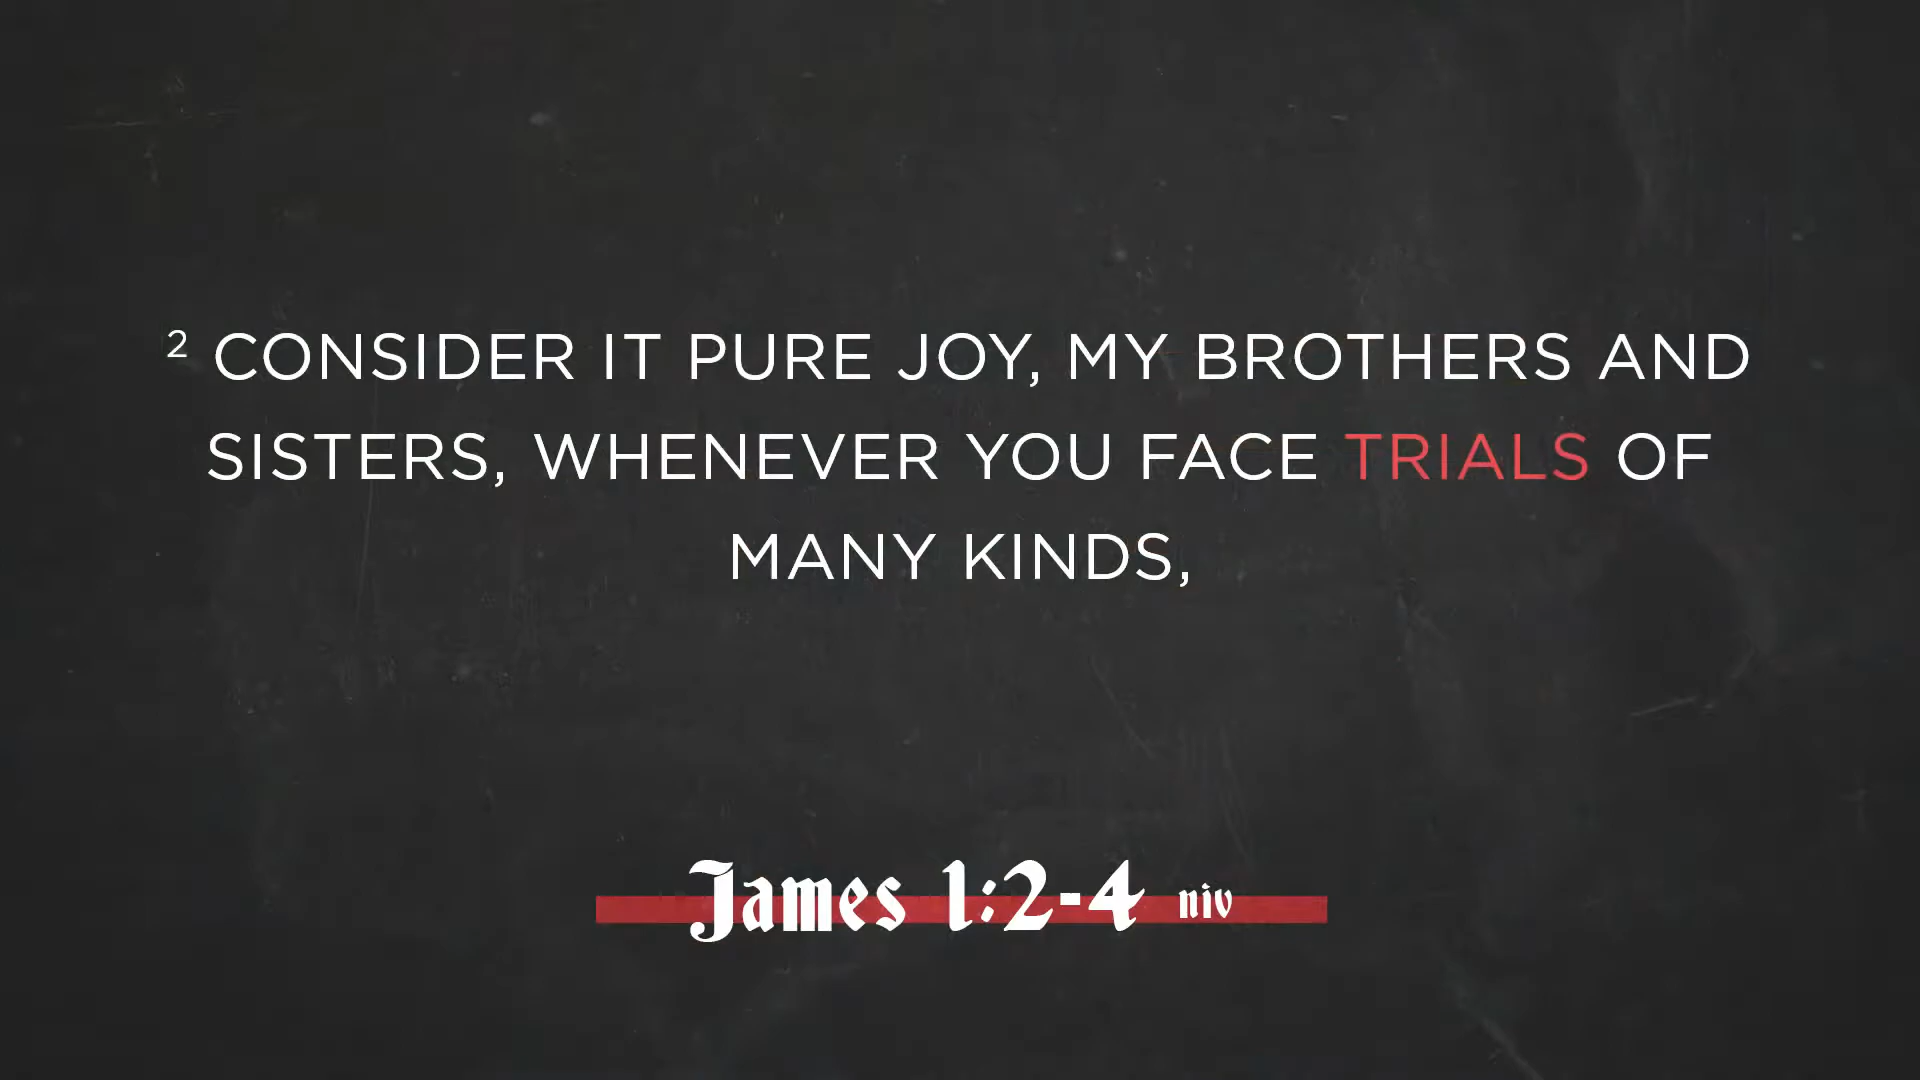 ² CONSIDER IT PURE JOY, MY BROTHERS AND
SISTERS, WHENEVER YOU FACE TRIALS OF
MANY KINDS,
James 1:2-4 niv